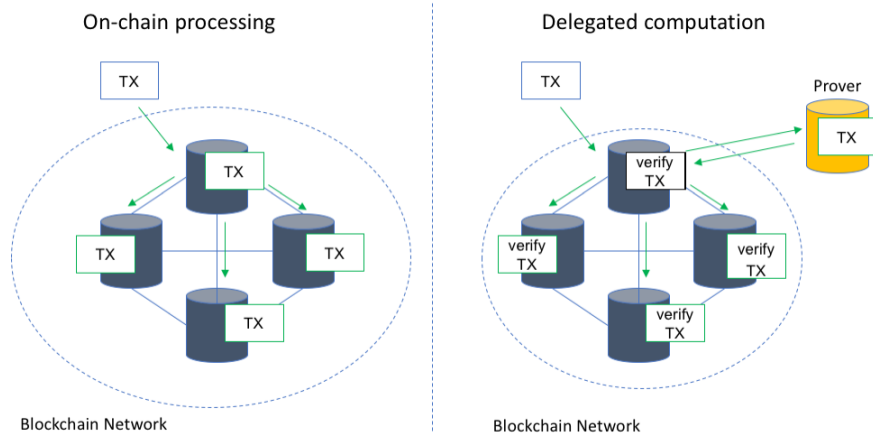 On-chain processing
TX
TX
TX
TX
TX
Blockchain Network
Delegated computation
TX
Prover
TX
verify
TX
verify
TX
verify
TX
verify
TX
Blockchain Network